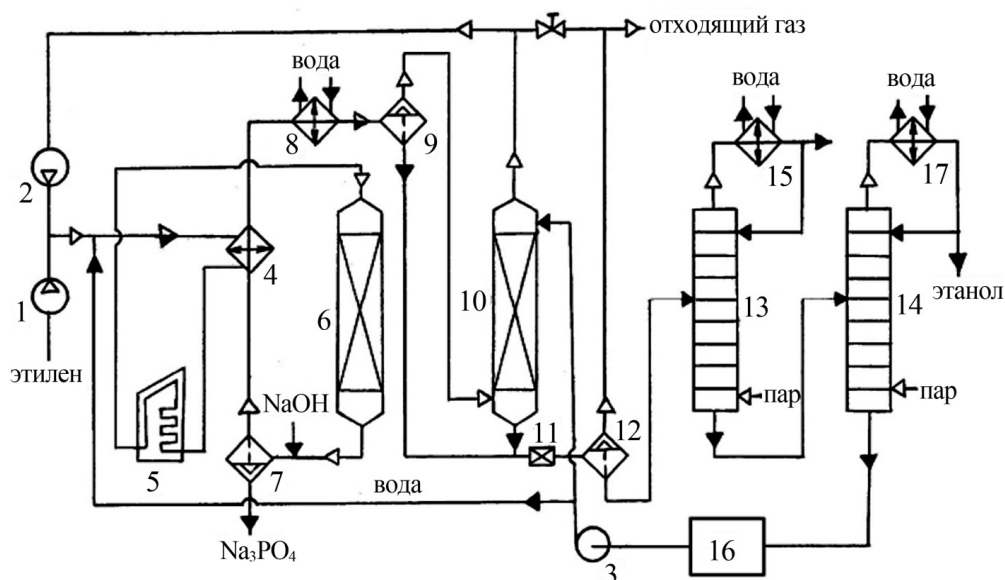 отходящий газ
вода
вода
вода
8
9
15
17
2
4
1
6
10
13
14
этилен
этанол
NaOH
пар
пар
11
12
5
7
вода
Na₃PO₄
3
16